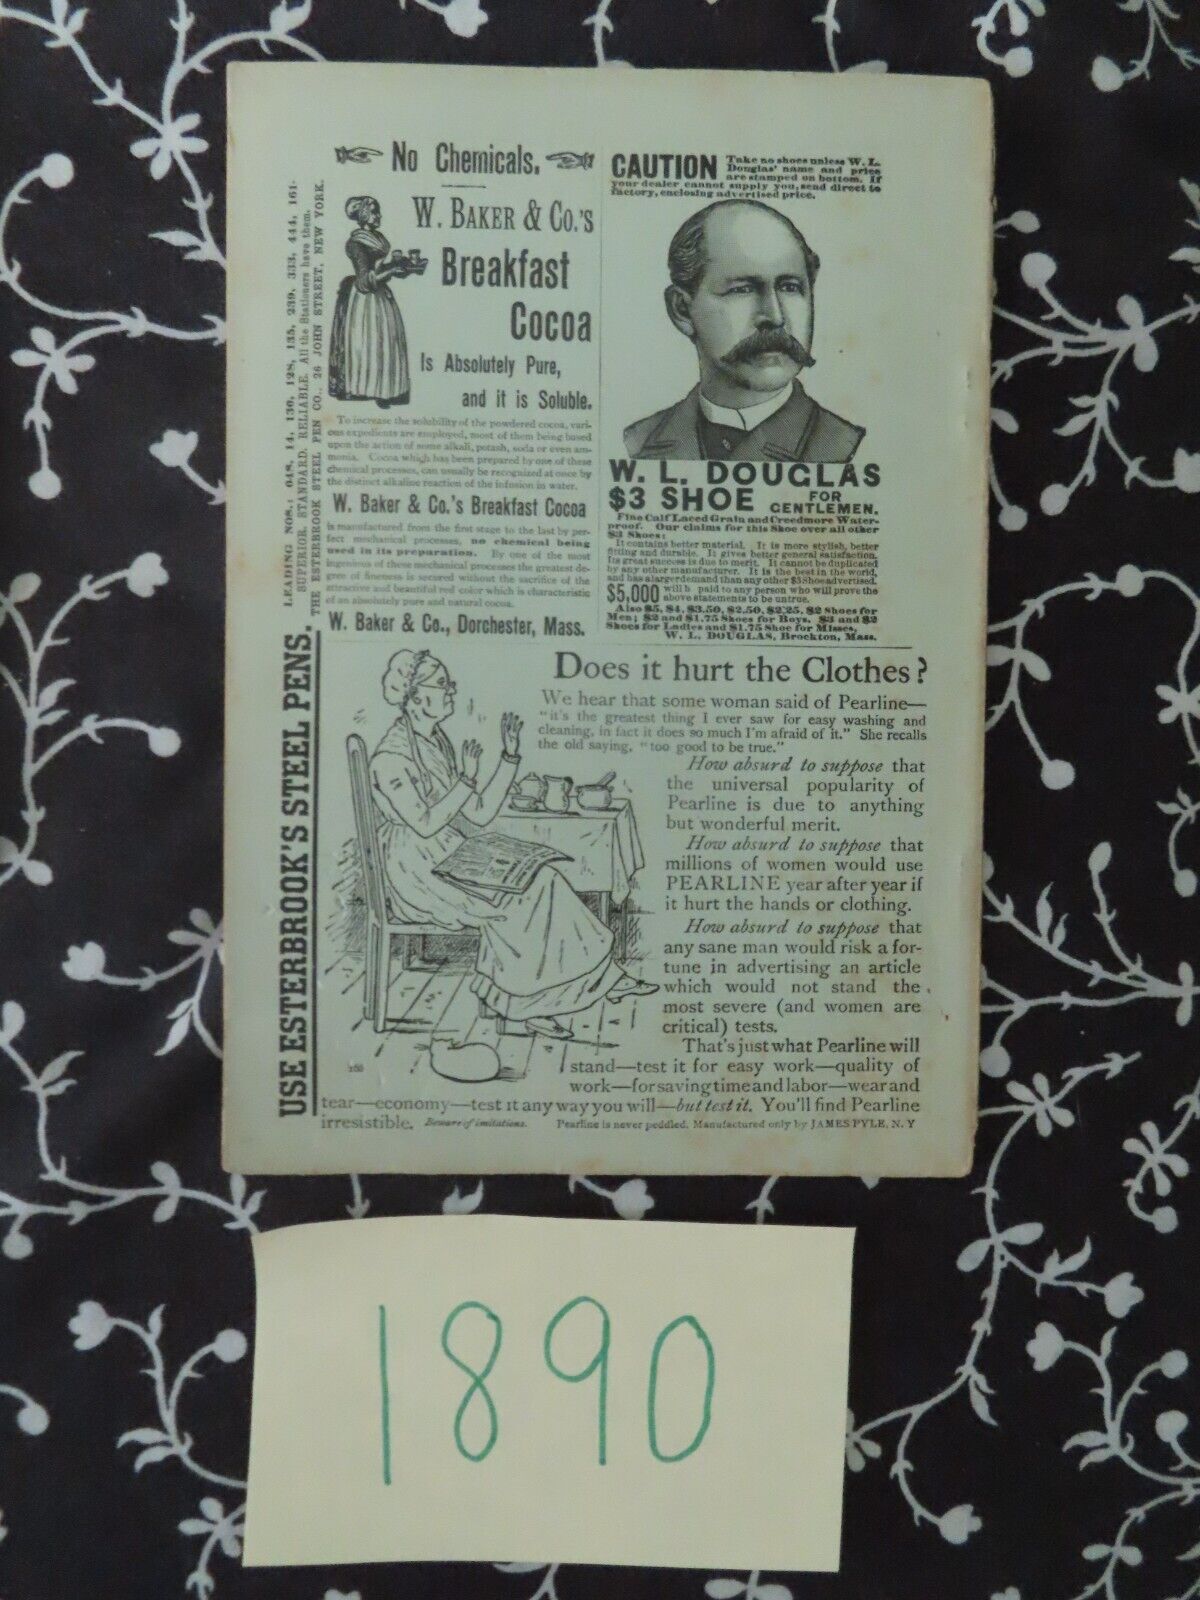 USE ESTERBROOK'S STEEL PENS.
LEADING NOS.: 048, 14, 130, 128, 135, 239, 333, 444, 161.
SUPERIOR, STANDARD, RELIABLE. All the Stationers have them.
THE ESTERBROOK STEEL PEN CO., 26 JOHN STREET, NEW YORK.
No Chemicals.
W. BAKER & CO.'S
Breakfast
Cocoa
Is Absolutely Pure,
and it is Soluble.
To increase the solubility of the powdered cocoa, vari-
ous expedients are employed, most of them being based
upon the action of some alkali, potash, soda or even am-
monia. Cocoa which has been prepared by one of these
chemical processes, can usually be recognized at once by
the distinct alkaline reaction of the infusion in water.
W. Baker & Co.'s Breakfast Cocoa
is manufactured from the first stage to the last by per-
fect mechanical processes, no chemical being
used in its preparation. By one of the most
ingenious of these mechanical processes the greatest de-
gree of fineness is secured without the sacrifice of the
attractive and beautiful red color which is characteristic
of an absolutely pure and natural cocoa.
W. Baker & Co., Dorchester, Mass.
CAUTION Take no shoes unless W. L.
Douglas' name and price
are stamped on bottom. If
your dealer cannot supply you, send direct to
factory, enclosing advertised price.
W. L. DOUGLAS
$3 SHOE FOR
GENTLEMEN.
Fine Calf Laced Grain and Creedmore Water-
proof. Our claims for this Shoe over all other
$3 Shoes:
It contains better material. It is more stylish, better
fitting and durable. It gives better general satisfaction.
Its great success is due to merit. It cannot be duplicated
by any other manufacturer. It is the best in the world,
and has a larger demand than any other $3 Shoe advertised.
$5,000 will b paid to any person who will prove the
above statements to be untrue.
Also $5, $4, $3.50, $2.50, $2.25, $2 Shoes for
Men; $2 and $1.75 Shoes for Boys. $3 and $2
Shoes for Ladies and $1.75 Shoe for Misses.
W. L. DOUGLAS, Brockton, Mass.
Does it hurt the Clothes?
We hear that some woman said of Pearline—
"it's the greatest thing I ever saw for easy washing and
cleaning, in fact it does so much I'm afraid of it." She recalls
the old saying, "too good to be true."
How absurd to suppose that
the universal popularity of
Pearline is due to anything
but wonderful merit.
How absurd to suppose that
millions of women would use
PEARLINE year after year if
it hurt the hands or clothing.
How absurd to suppose that
any sane man would risk a for-
tune in advertising an article
which would not stand the
most severe (and women are
critical) tests.
That's just what Pearline will
stand—test it for easy work—quality of
work—for saving time and labor—wear and
tear—economy—test it any way you will—but test it. You'll find Pearline
irresistible. Beware of imitations. Pearline is never peddled. Manufactured only by JAMES PYLE, N. Y
1890